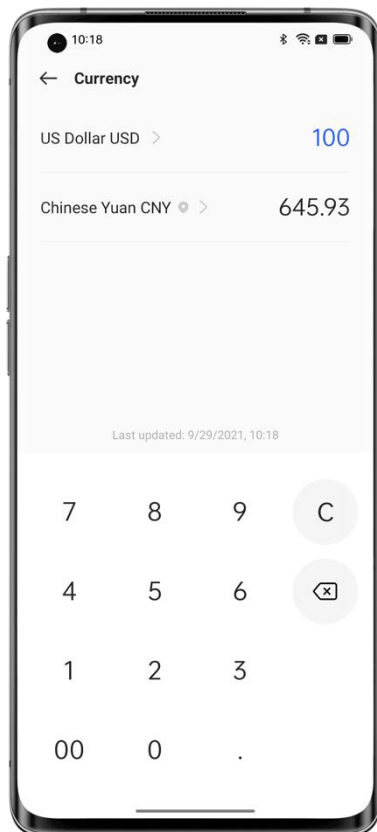 10:18
Currency
US Dollar USD 100
Chinese Yuan CNY 645.93
Last updated: 9/29/2021, 10:18
7 8 9 C
4 5 6
1 2 3
00 0 .